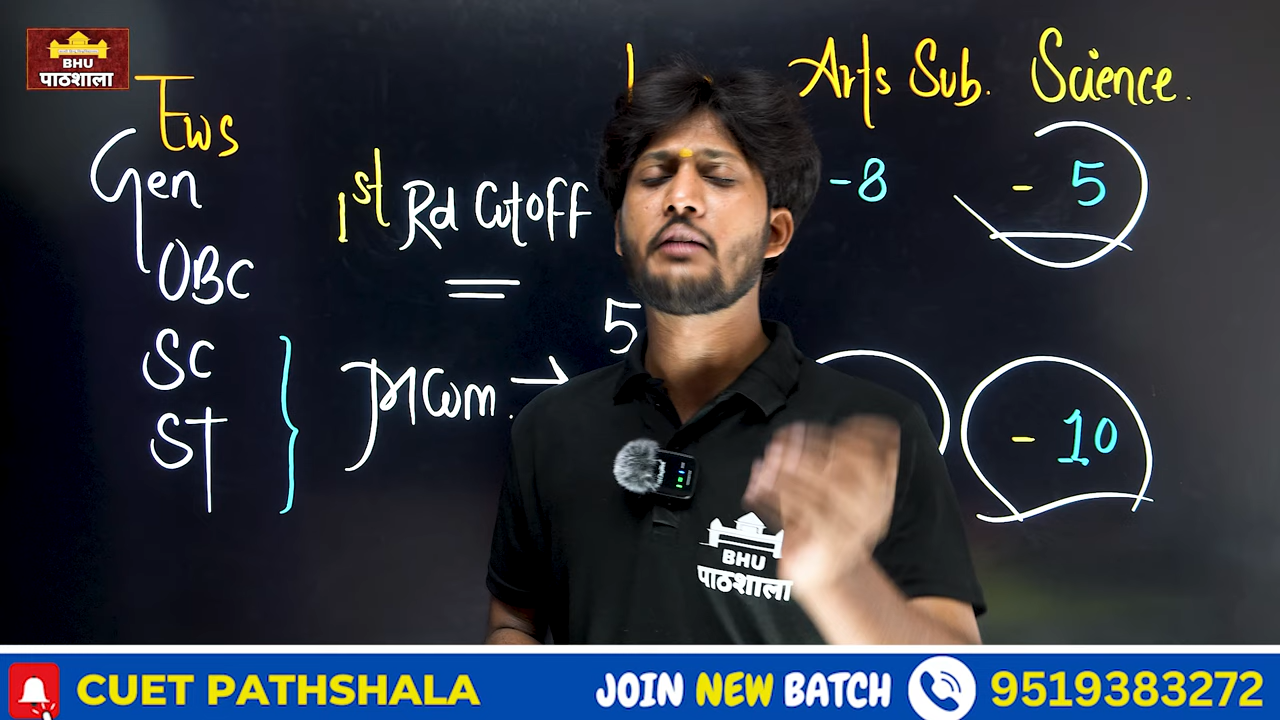 BHU
पाठशाला
Ews
Gen
OBC
SC
ST
1st Rd Cutoff
M Com. →
5
Arts Sub. Science.
-8
- 5
- 10
BHU
पाठशाला
CUET PATHSHALA
JOIN NEW BATCH
9519383272